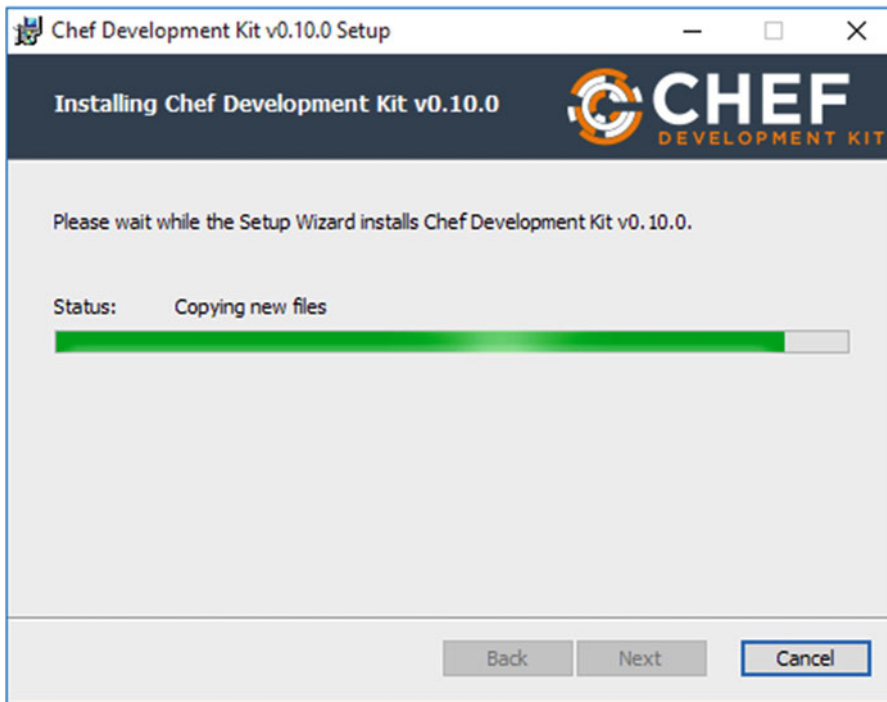 Chef Development Kit v0.10.0 Setup
Installing Chef Development Kit v0.10.0
CHEF
DEVELOPMENT KIT
Please wait while the Setup Wizard installs Chef Development Kit v0.10.0.
Status: Copying new files
Back Next Cancel